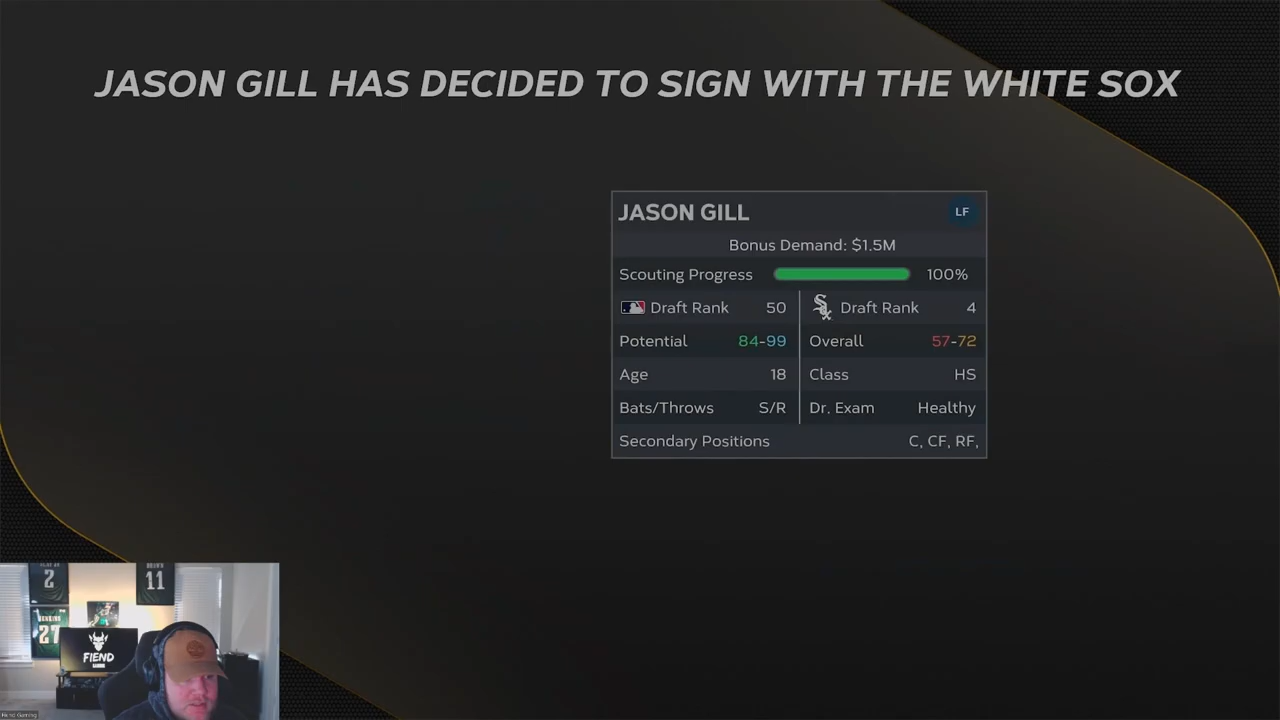 JASON GILL HAS DECIDED TO SIGN WITH THE WHITE SOX
JASON GILL LF
Bonus Demand: $1.5M
Scouting Progress 100%
Draft Rank 50 Draft Rank 4
Potential 84-99 Overall 57-72
Age 18 Class HS
Bats/Throws S/R Dr. Exam Healthy
Secondary Positions C, CF, RF,
2
11
27
FIEND